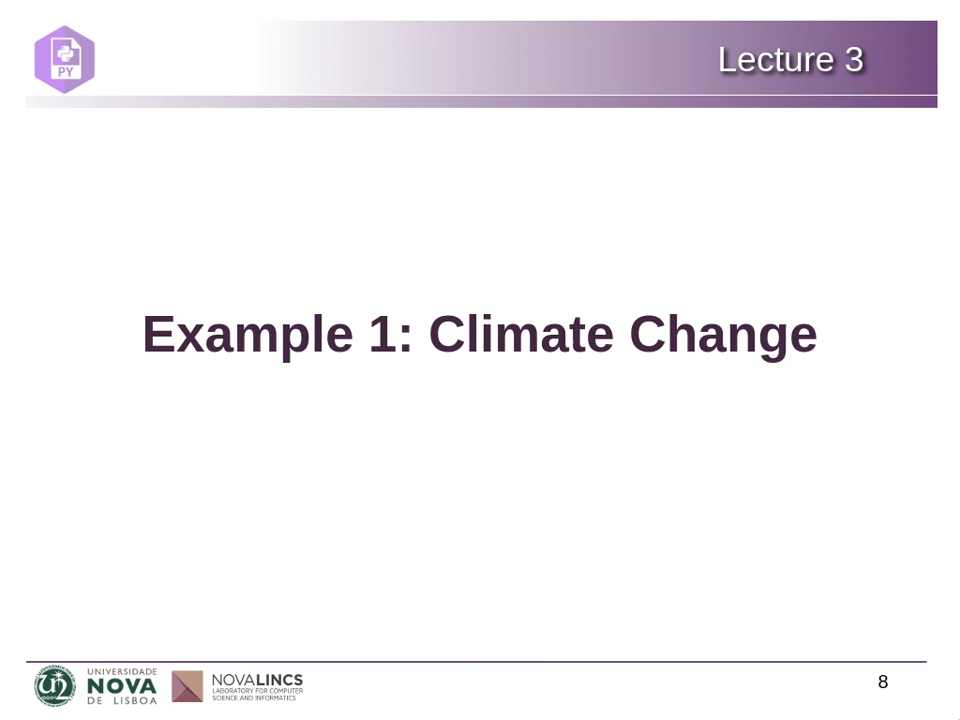 PY
Lecture 3
Example 1: Climate Change
UNIVERSIDADE
NOVA
DE LISBOA
NOVALINCS
LABORATORY FOR COMPUTER
SCIENCE AND INFORMATICS
8